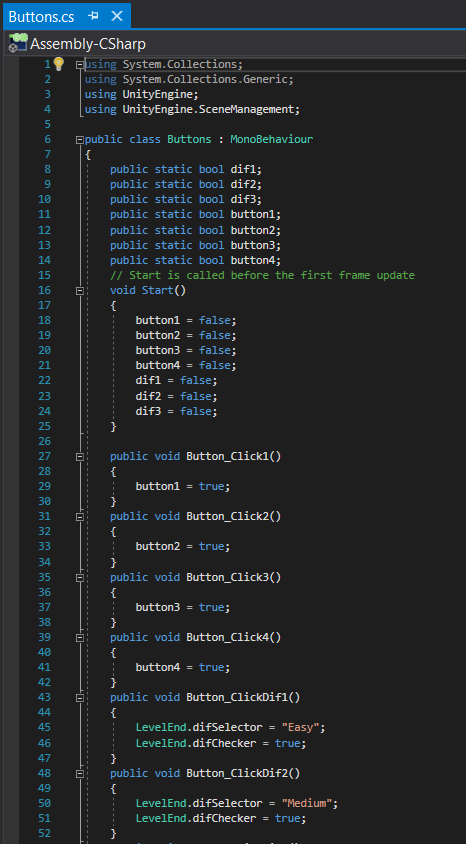 Buttons.cs
Assembly-CSharp
1 using System.Collections;
2 using System.Collections.Generic;
3 using UnityEngine;
4 using UnityEngine.SceneManagement;
5
6 public class Buttons : MonoBehaviour
7 {
8 public static bool dif1;
9 public static bool dif2;
10 public static bool dif3;
11 public static bool button1;
12 public static bool button2;
13 public static bool button3;
14 public static bool button4;
15 // Start is called before the first frame update
16 void Start()
17 {
18 button1 = false;
19 button2 = false;
20 button3 = false;
21 button4 = false;
22 dif1 = false;
23 dif2 = false;
24 dif3 = false;
25 }
26
27 public void Button_Click1()
28 {
29 button1 = true;
30 }
31 public void Button_Click2()
32 {
33 button2 = true;
34 }
35 public void Button_Click3()
36 {
37 button3 = true;
38 }
39 public void Button_Click4()
40 {
41 button4 = true;
42 }
43 public void Button_ClickDif1()
44 {
45 LevelEnd.difSelector = "Easy";
46 LevelEnd.difChecker = true;
47 }
48 public void Button_ClickDif2()
49 {
50 LevelEnd.difSelector = "Medium";
51 LevelEnd.difChecker = true;
52 }